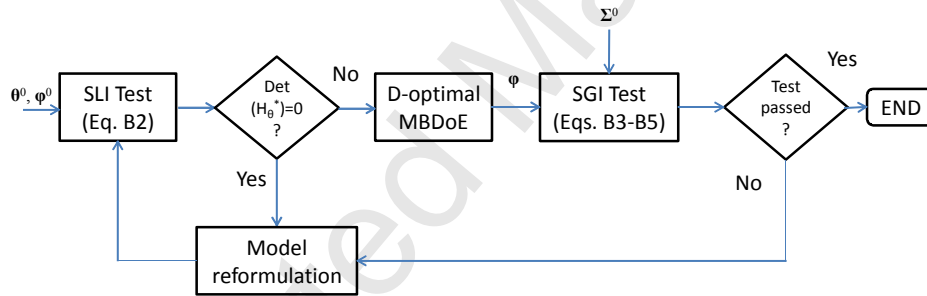 Σ⁰
θ⁰, φ⁰
SLI Test
(Eq. B2)
Det
(H_θ*)=0
?
No
D-optimal
MBDoE
φ
SGI Test
(Eqs. B3-B5)
Test
passed
?
Yes
END
Yes
No
Model
reformulation